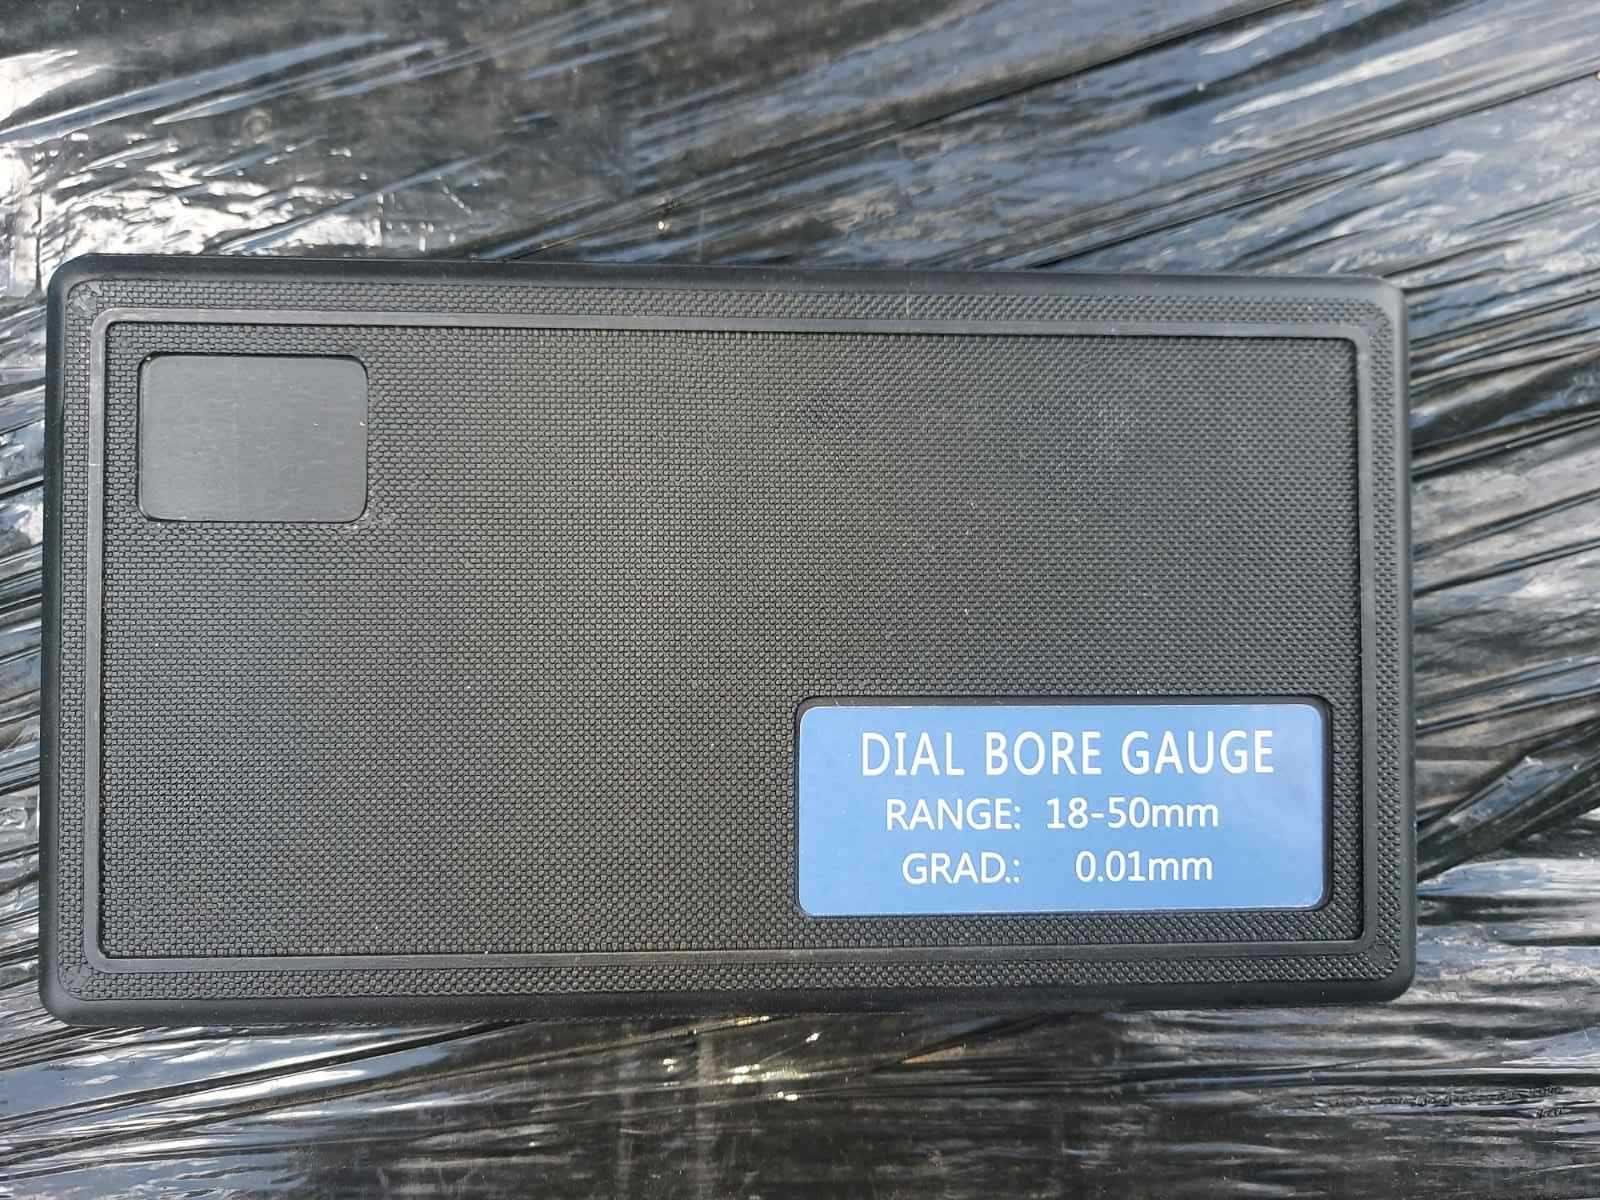 DIAL BORE GAUGE
RANGE: 18-50mm
GRAD.: 0.01mm